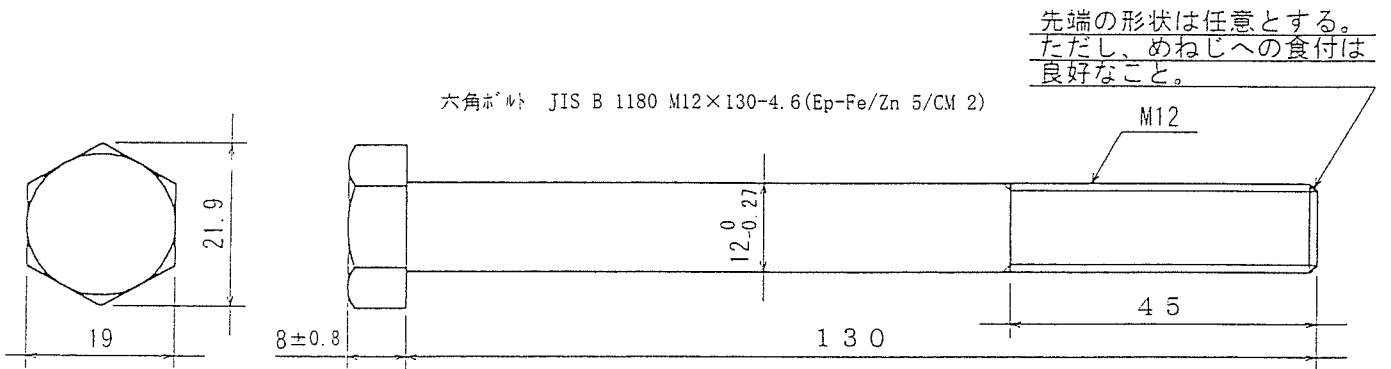 先端の形状は任意とする。
ただし、めねじへの食付は
良好なこと。
六角ボルト JIS B 1180 M12×130-4.6(Ep-Fe/Zn 5/CM 2)
M12
21.9
12 0 -0.27
45
19
8±0.8
130